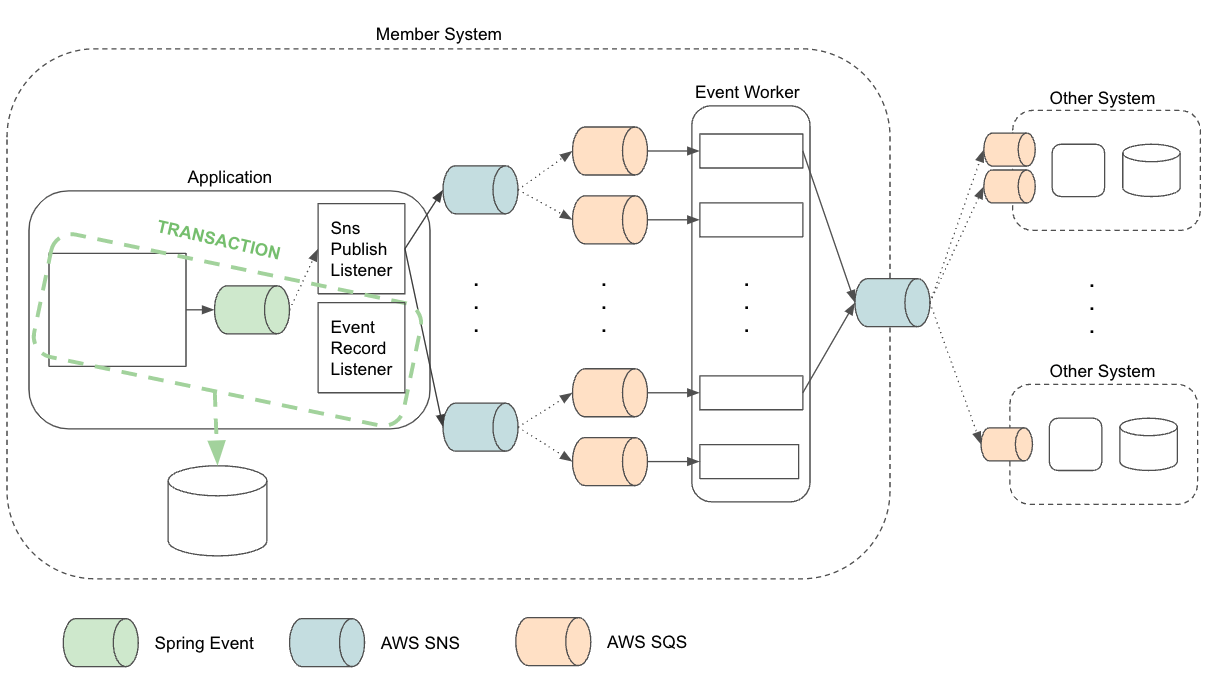 Member System
Event Worker
Other System
Application
TRANSACTION
Sns
Publish
Listener
Event
Record
Listener
Other System
Spring Event
AWS SNS
AWS SQS